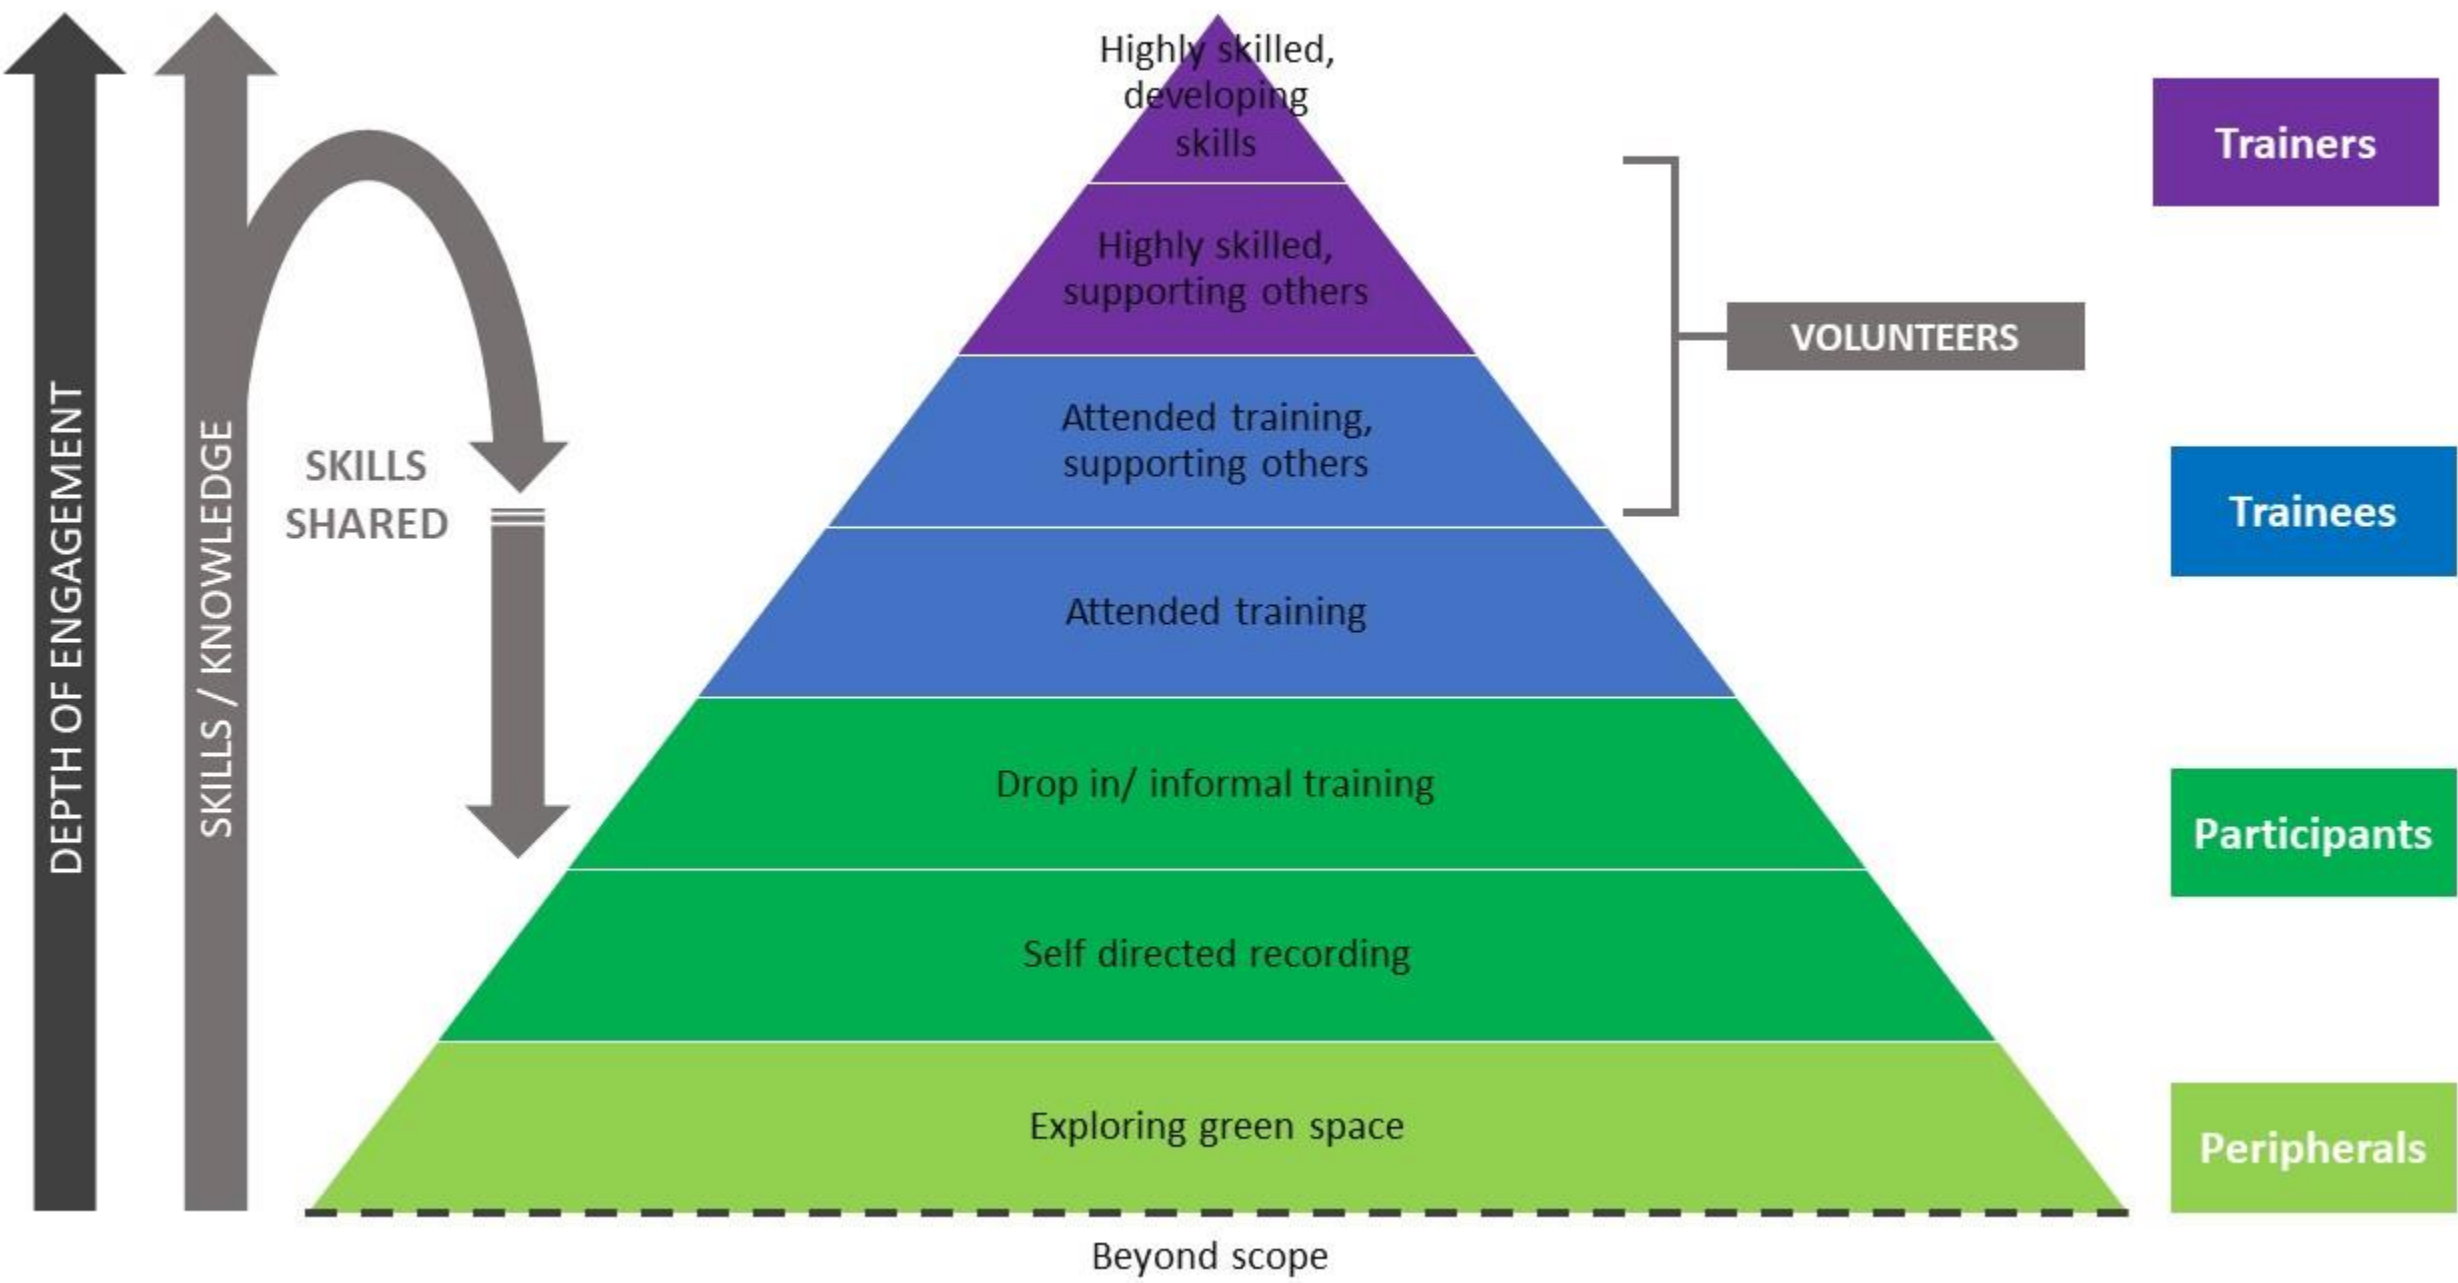 DEPTH OF ENGAGEMENT
SKILLS / KNOWLEDGE
SKILLS
SHARED
Highly skilled,
developing
skills
Highly skilled,
supporting others
Attended training,
supporting others
Attended training
Drop in/ informal training
Self directed recording
Exploring green space
Beyond scope
VOLUNTEERS
Trainers
Trainees
Participants
Peripherals